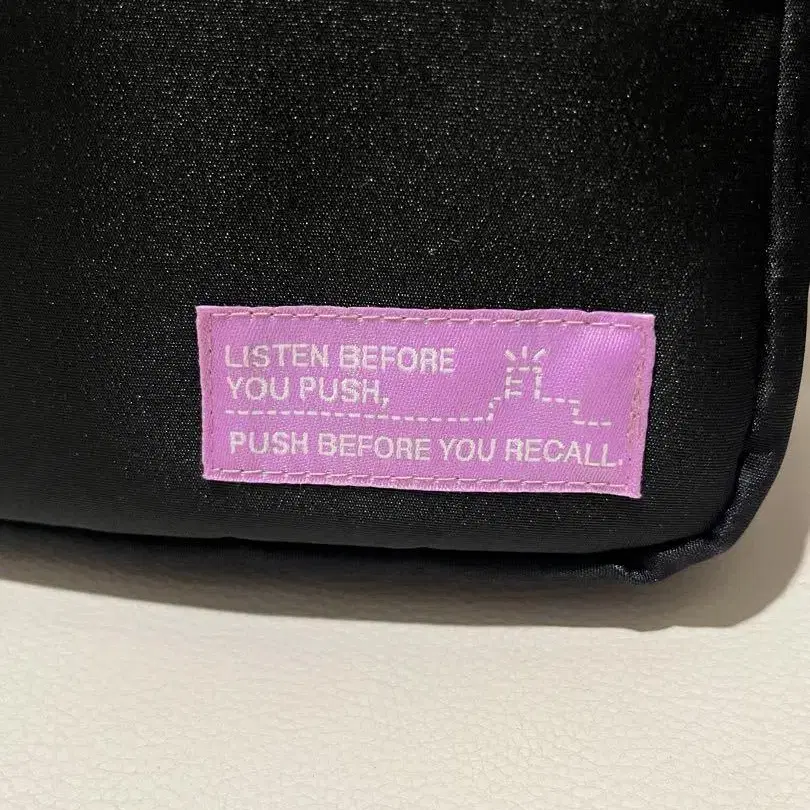 LISTEN BEFORE
YOU PUSH,
PUSH BEFORE YOU RECALL.